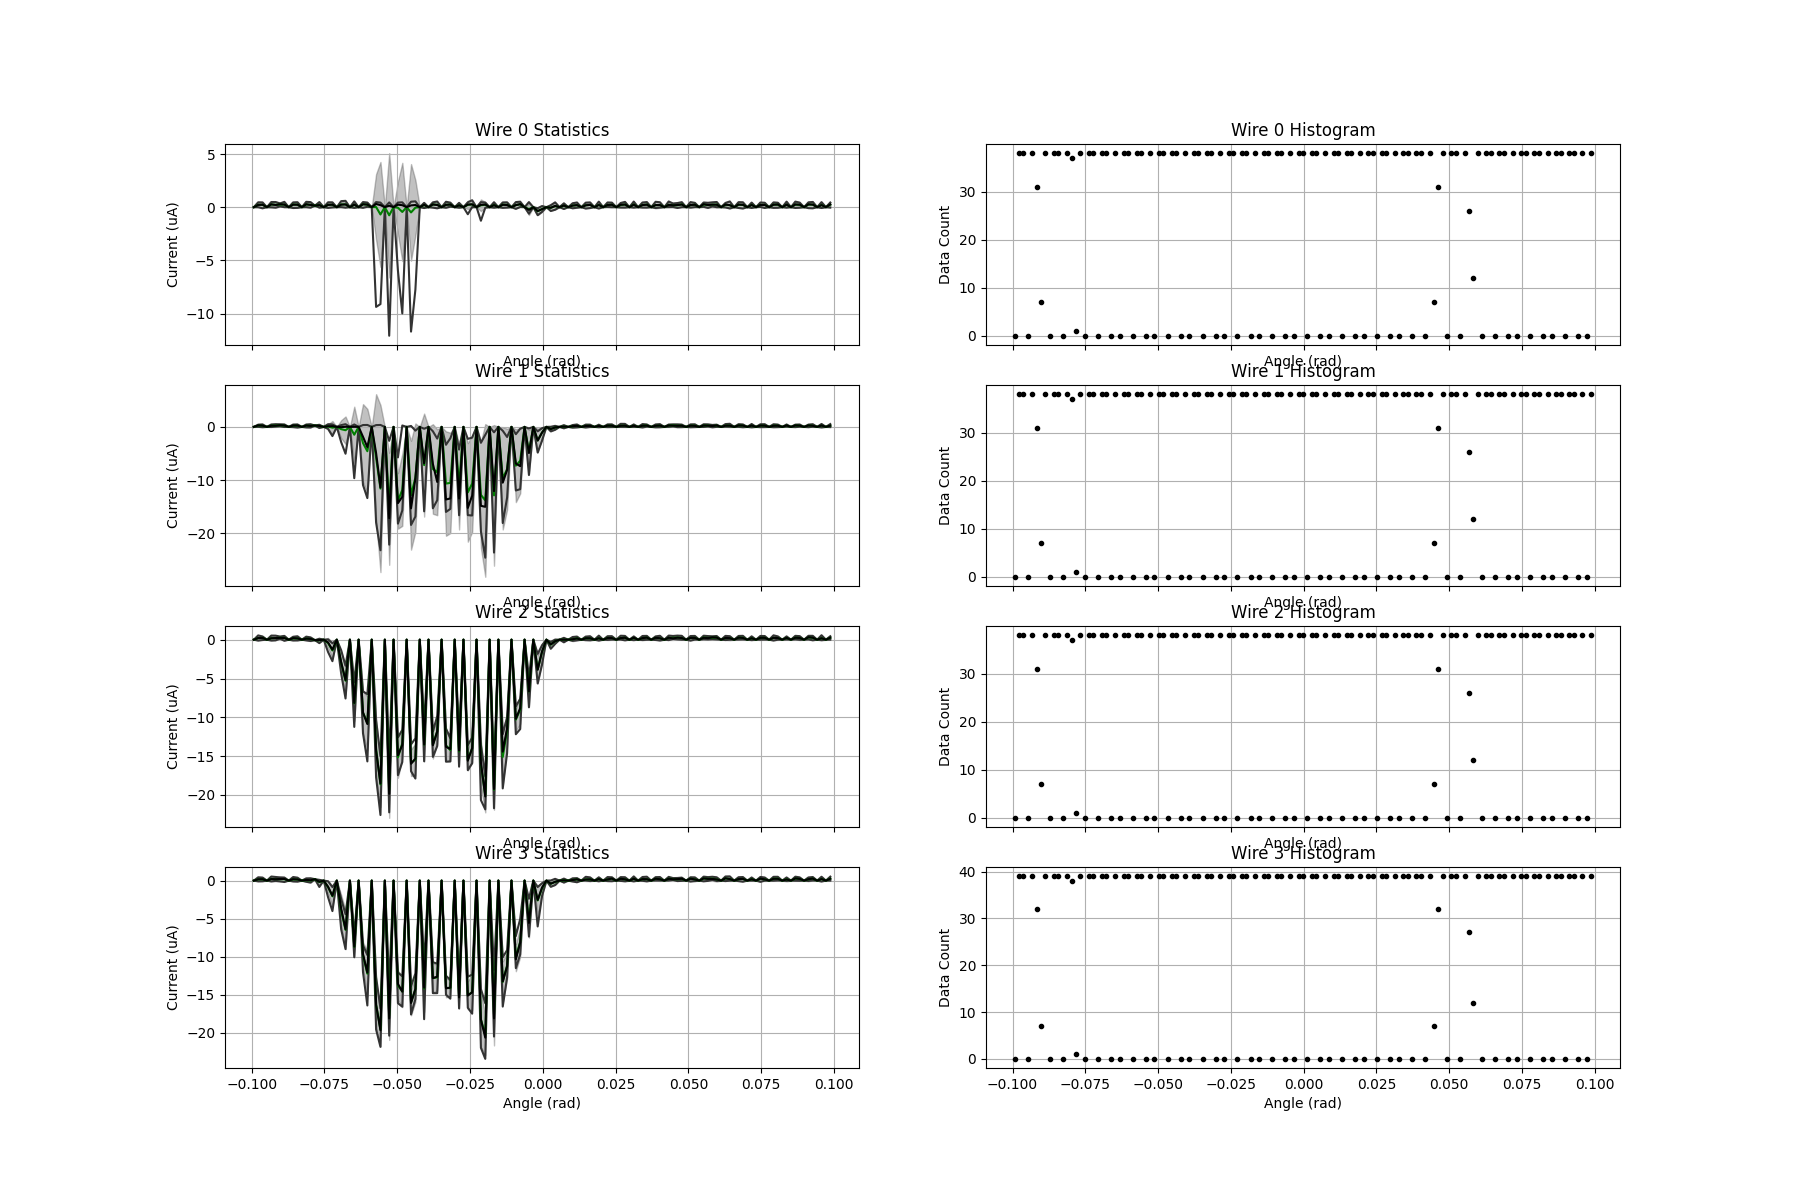 Wire 0 Statistics
Current (uA)
5
0
−5
−10
Angle (rad)
Wire 0 Histogram
Data Count
30
20
10
0
Angle (rad)
Wire 1 Statistics
Current (uA)
0
−10
−20
Angle (rad)
Wire 1 Histogram
Data Count
30
20
10
0
Angle (rad)
Wire 2 Statistics
Current (uA)
0
−5
−10
−15
−20
Angle (rad)
Wire 2 Histogram
Data Count
30
20
10
0
Angle (rad)
Wire 3 Statistics
Current (uA)
0
−5
−10
−15
−20
−0.100 −0.075 −0.050 −0.025 0.000 0.025 0.050 0.075 0.100
Angle (rad)
Wire 3 Histogram
Data Count
40
30
20
10
0
−0.100 −0.075 −0.050 −0.025 0.000 0.025 0.050 0.075 0.100
Angle (rad)